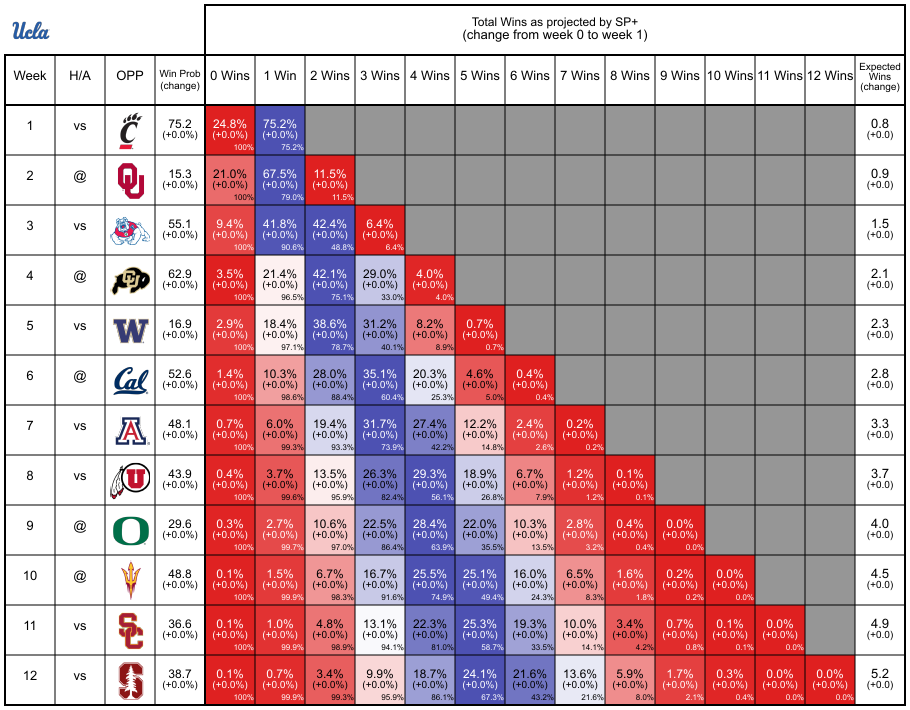 Ucla
Total Wins as projected by SP+
(change from week 0 to week 1)
Week H/A OPP Win Prob (change) 0 Wins 1 Win 2 Wins 3 Wins 4 Wins 5 Wins 6 Wins 7 Wins 8 Wins 9 Wins 10 Wins 11 Wins 12 Wins Expected Wins (change)
1 vs C 75.2 24.8% 75.2% 0.8
(+0.0%) (+0.0%) (+0.0%) (+0.0)
100% 75.2%
2 @ OU 15.3 21.0% 67.5% 11.5% 0.9
(+0.0%) (+0.0%) (+0.0%) (+0.0%) (+0.0)
100% 79.0% 11.5%
3 vs 55.1 9.4% 41.8% 42.4% 6.4% 1.5
(+0.0%) (+0.0%) (+0.0%) (+0.0%) (+0.0%) (+0.0)
100% 90.6% 48.8% 6.4%
4 @ CU 62.9 3.5% 21.4% 42.1% 29.0% 4.0% 2.1
(+0.0%) (+0.0%) (+0.0%) (+0.0%) (+0.0%) (+0.0%) (+0.0)
100% 96.5% 75.1% 33.0% 4.0%
5 vs W 16.9 2.9% 18.4% 38.6% 31.2% 8.2% 0.7% 2.3
(+0.0%) (+0.0%) (+0.0%) (+0.0%) (+0.0%) (+0.0%) (+0.0%) (+0.0)
100% 97.1% 78.7% 40.1% 8.9% 0.7%
6 @ Cal 52.6 1.4% 10.3% 28.0% 35.1% 20.3% 4.6% 0.4% 2.8
(+0.0%) (+0.0%) (+0.0%) (+0.0%) (+0.0%) (+0.0%) (+0.0%) (+0.0%) (+0.0)
100% 98.6% 88.4% 60.4% 25.3% 5.0% 0.4%
7 vs A 48.1 0.7% 6.0% 19.4% 31.7% 27.4% 12.2% 2.4% 0.2% 3.3
(+0.0%) (+0.0%) (+0.0%) (+0.0%) (+0.0%) (+0.0%) (+0.0%) (+0.0%) (+0.0%) (+0.0)
100% 99.3% 93.3% 73.9% 42.2% 14.8% 2.6% 0.2%
8 vs U 43.9 0.4% 3.7% 13.5% 26.3% 29.3% 18.9% 6.7% 1.2% 0.1% 3.7
(+0.0%) (+0.0%) (+0.0%) (+0.0%) (+0.0%) (+0.0%) (+0.0%) (+0.0%) (+0.0%) (+0.0%) (+0.0)
100% 99.6% 95.9% 82.4% 56.1% 26.8% 7.9% 1.2% 0.1%
9 @ O 29.6 0.3% 2.7% 10.6% 22.5% 28.4% 22.0% 10.3% 2.8% 0.4% 0.0% 4.0
(+0.0%) (+0.0%) (+0.0%) (+0.0%) (+0.0%) (+0.0%) (+0.0%) (+0.0%) (+0.0%) (+0.0%) (+0.0%) (+0.0)
100% 99.7% 97.0% 86.4% 63.9% 35.5% 13.5% 3.2% 0.4% 0.0%
10 @ 48.8 0.1% 1.5% 6.7% 16.7% 25.5% 25.1% 16.0% 6.5% 1.6% 0.2% 0.0% 4.5
(+0.0%) (+0.0%) (+0.0%) (+0.0%) (+0.0%) (+0.0%) (+0.0%) (+0.0%) (+0.0%) (+0.0%) (+0.0%) (+0.0%) (+0.0)
100% 99.9% 98.3% 91.6% 74.9% 49.4% 24.3% 8.3% 1.8% 0.2% 0.0%
11 vs SC 36.6 0.1% 1.0% 4.8% 13.1% 22.3% 25.3% 19.3% 10.0% 3.4% 0.7% 0.1% 0.0% 4.9
(+0.0%) (+0.0%) (+0.0%) (+0.0%) (+0.0%) (+0.0%) (+0.0%) (+0.0%) (+0.0%) (+0.0%) (+0.0%) (+0.0%) (+0.0%) (+0.0)
100% 99.9% 98.9% 94.1% 81.0% 58.7% 33.5% 14.1% 4.2% 0.8% 0.1% 0.0%
12 vs S 38.7 0.1% 0.7% 3.4% 9.9% 18.7% 24.1% 21.6% 13.6% 5.9% 1.7% 0.3% 0.0% 0.0% 5.2
(+0.0%) (+0.0%) (+0.0%) (+0.0%) (+0.0%) (+0.0%) (+0.0%) (+0.0%) (+0.0%) (+0.0%) (+0.0%) (+0.0%) (+0.0%) (+0.0%) (+0.0)
100% 99.9% 99.3% 95.9% 86.1% 67.3% 43.2% 21.6% 8.0% 2.1% 0.4% 0.0% 0.0%